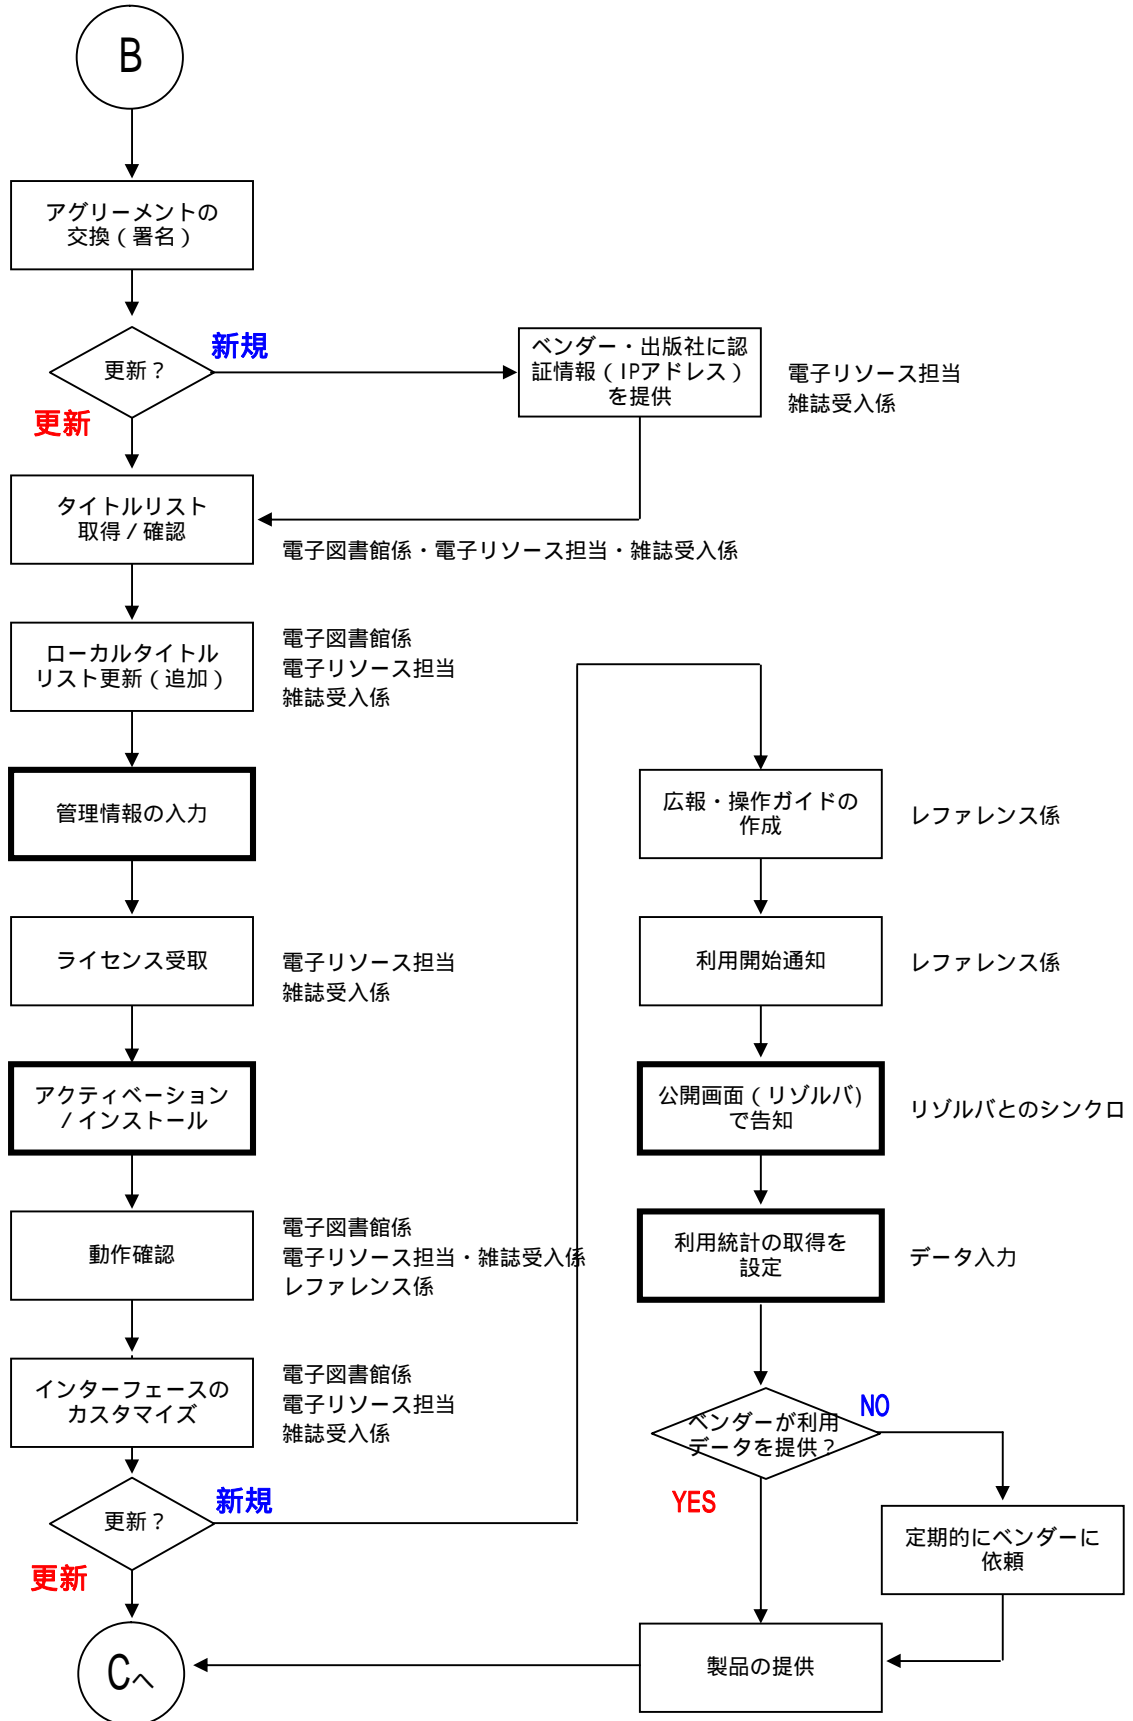 B
アグリーメントの
交換（署名）
更新？
新規
更新
ベンダー・出版社に認
証情報（IPアドレス）
を提供
電子リソース担当
雑誌受入係
タイトルリスト
取得／確認
電子図書館係・電子リソース担当・雑誌受入係
ローカルタイトル
リスト更新（追加）
電子図書館係
電子リソース担当
雑誌受入係
管理情報の入力
ライセンス受取
電子リソース担当
雑誌受入係
アクティベーション
／インストール
動作確認
電子図書館係
電子リソース担当・雑誌受入係
レファレンス係
インターフェースの
カスタマイズ
電子図書館係
電子リソース担当
雑誌受入係
更新？
新規
更新
広報・操作ガイドの
作成
レファレンス係
利用開始通知
レファレンス係
公開画面（リゾルバ)
で告知
リゾルバとのシンクロ
利用統計の取得を
設定
データ入力
ベンダーが利用
データを提供？
NO
YES
定期的にベンダーに
依頼
製品の提供
Cへ